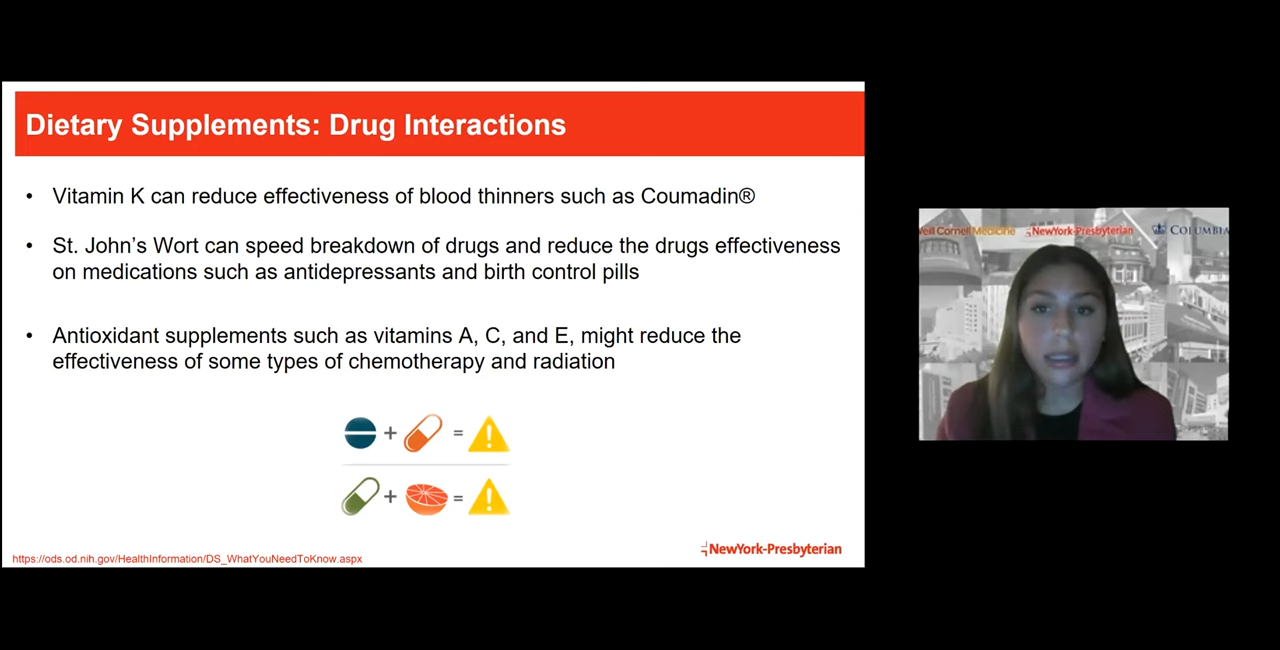 Dietary Supplements: Drug Interactions
• Vitamin K can reduce effectiveness of blood thinners such as Coumadin®
• St. John’s Wort can speed breakdown of drugs and reduce the drugs effectiveness
on medications such as antidepressants and birth control pills
• Antioxidant supplements such as vitamins A, C, and E, might reduce the
effectiveness of some types of chemotherapy and radiation
+ =
+ =
https://ods.od.nih.gov/HealthInformation/DS_WhatYouNeedToKnow.aspx
NewYork-Presbyterian
eill Cornell Medicine
NewYork-Presbyterian
COLUMBIA